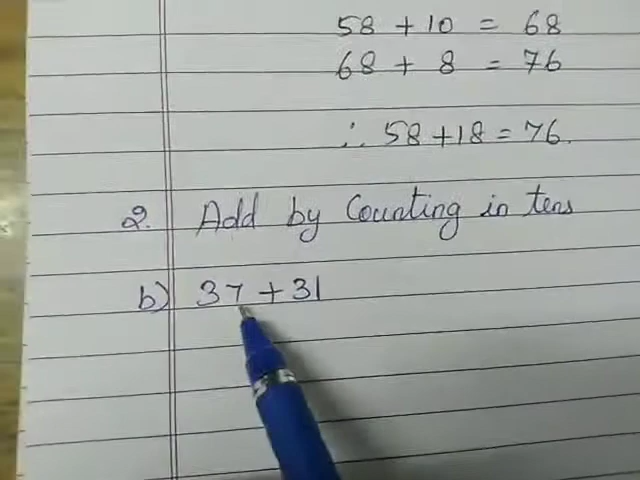 58 + 10 = 68
68 + 8 = 76
∴ 58 + 18 = 76.
2. Add by Counting in tens
b) 37 + 31